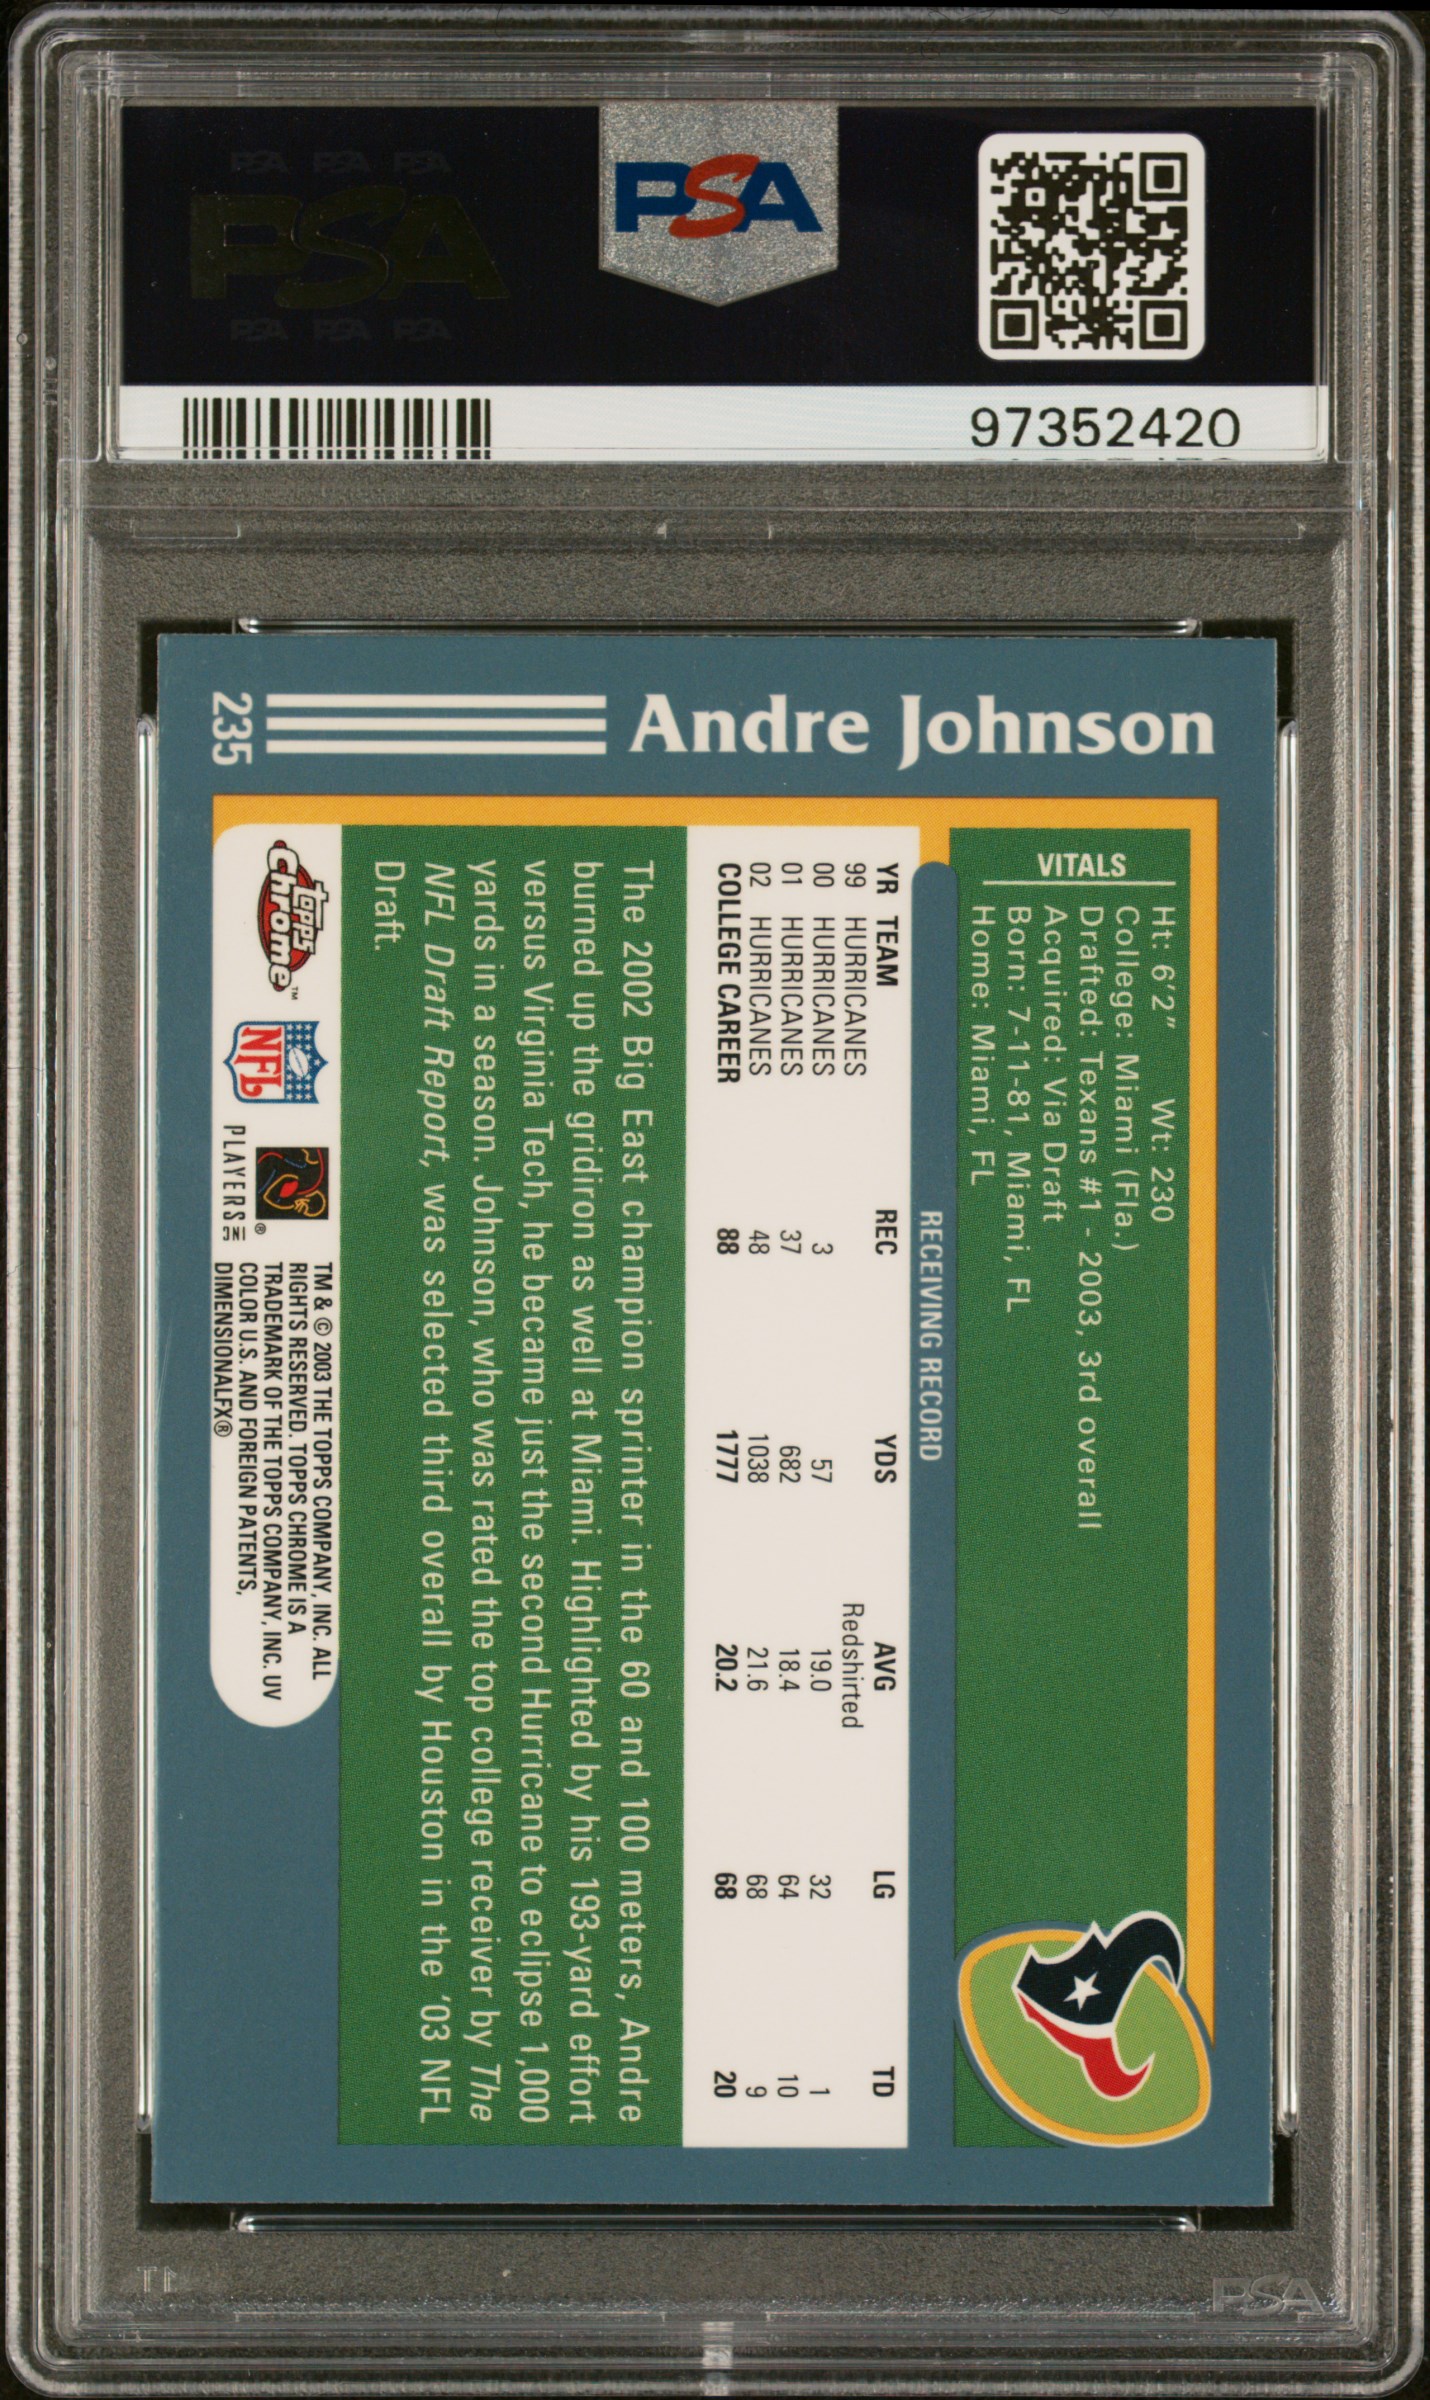 PSA PSA PSA
PSA
PSA PSA PSA
PSA
97352420
Andre Johnson
235
VITALS
Ht: 6'2" Wt: 230
College: Miami (Fla.)
Drafted: Texans #1 - 2003, 3rd overall
Acquired: Via Draft
Born: 7-11-81, Miami, FL
Home: Miami, FL
RECEIVING RECORD
YR TEAM REC YDS AVG LG TD
99 HURRICANES Redshirted
00 HURRICANES 3 57 19.0 32 1
01 HURRICANES 37 682 18.4 64 10
02 HURRICANES 48 1038 21.6 68 9
COLLEGE CAREER 88 1777 20.2 68 20
The 2002 Big East champion sprinter in the 60 and 100 meters, Andre
burned up the gridiron as well at Miami. Highlighted by his 193-yard effort
versus Virginia Tech, he became just the second Hurricane to eclipse 1,000
yards in a season. Johnson, who was rated the top college receiver by The
NFL Draft Report, was selected third overall by Houston in the '03 NFL
Draft.
Topps
Chrome™
NFL
PLAYERS INC ®
TM & © 2003 THE TOPPS COMPANY, INC. ALL
RIGHTS RESERVED. TOPPS CHROME IS A
TRADEMARK OF THE TOPPS COMPANY, INC. UV
COLOR U.S. AND FOREIGN PATENTS,
DIMENSIONALFX®
PSA